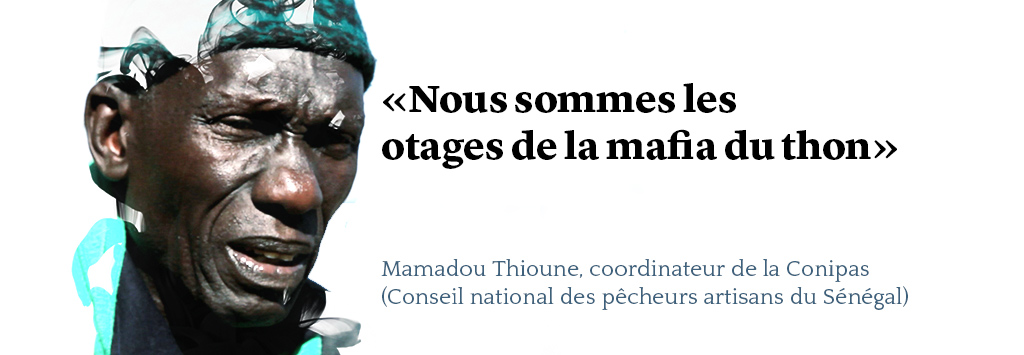 «Nous sommes les
otages de la mafia du thon»
Mamadou Thioune, coordinateur de la Conipas
(Conseil national des pêcheurs artisans du Sénégal)